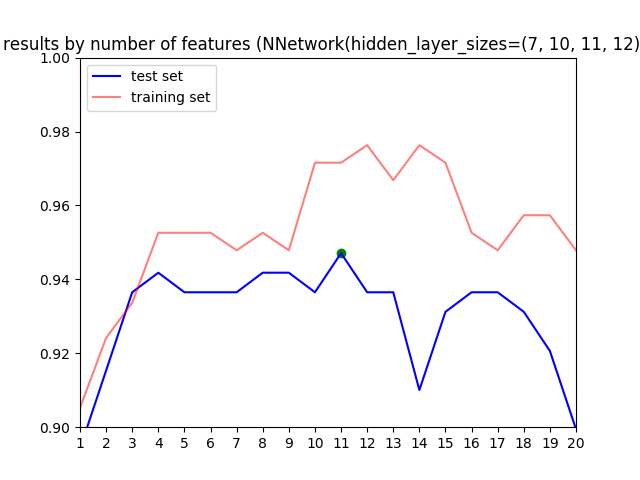 results by number of features (NNetwork(hidden_layer_sizes=(7, 10, 11, 12)
1.00
test set
training set
0.98
0.96
0.94
0.92
0.90
1 2 3 4 5 6 7 8 9 10 11 12 13 14 15 16 17 18 19 20